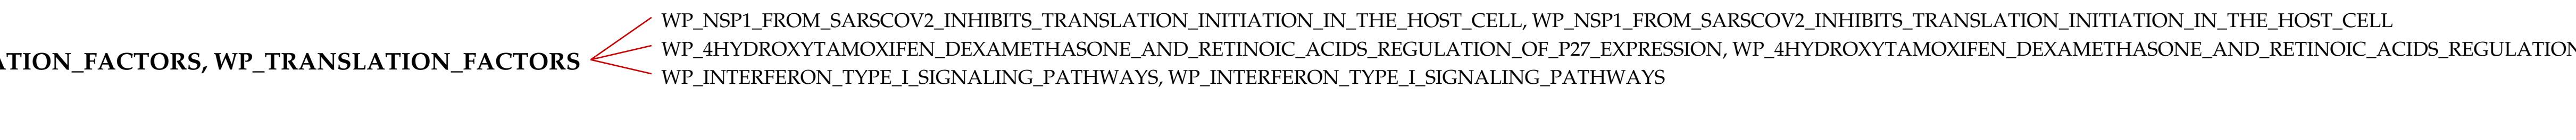 WP_NSP1_FROM_SARSCOV2_INHIBITS_TRANSLATION_INITIATION_IN_THE_HOST_CELL, WP_NSP1_FROM_SARSCOV2_INHIBITS_TRANSLATION_INITIATION_IN_THE_HOST_CELL
WP_4HYDROXYTAMOXIFEN_DEXAMETHASONE_AND_RETINOIC_ACIDS_REGULATION_OF_P27_EXPRESSION, WP_4HYDROXYTAMOXIFEN_DEXAMETHASONE_AND_RETINOIC_ACIDS_REGULATION
ATION_FACTORS, WP_TRANSLATION_FACTORS
WP_INTERFERON_TYPE_I_SIGNALING_PATHWAYS, WP_INTERFERON_TYPE_I_SIGNALING_PATHWAYS